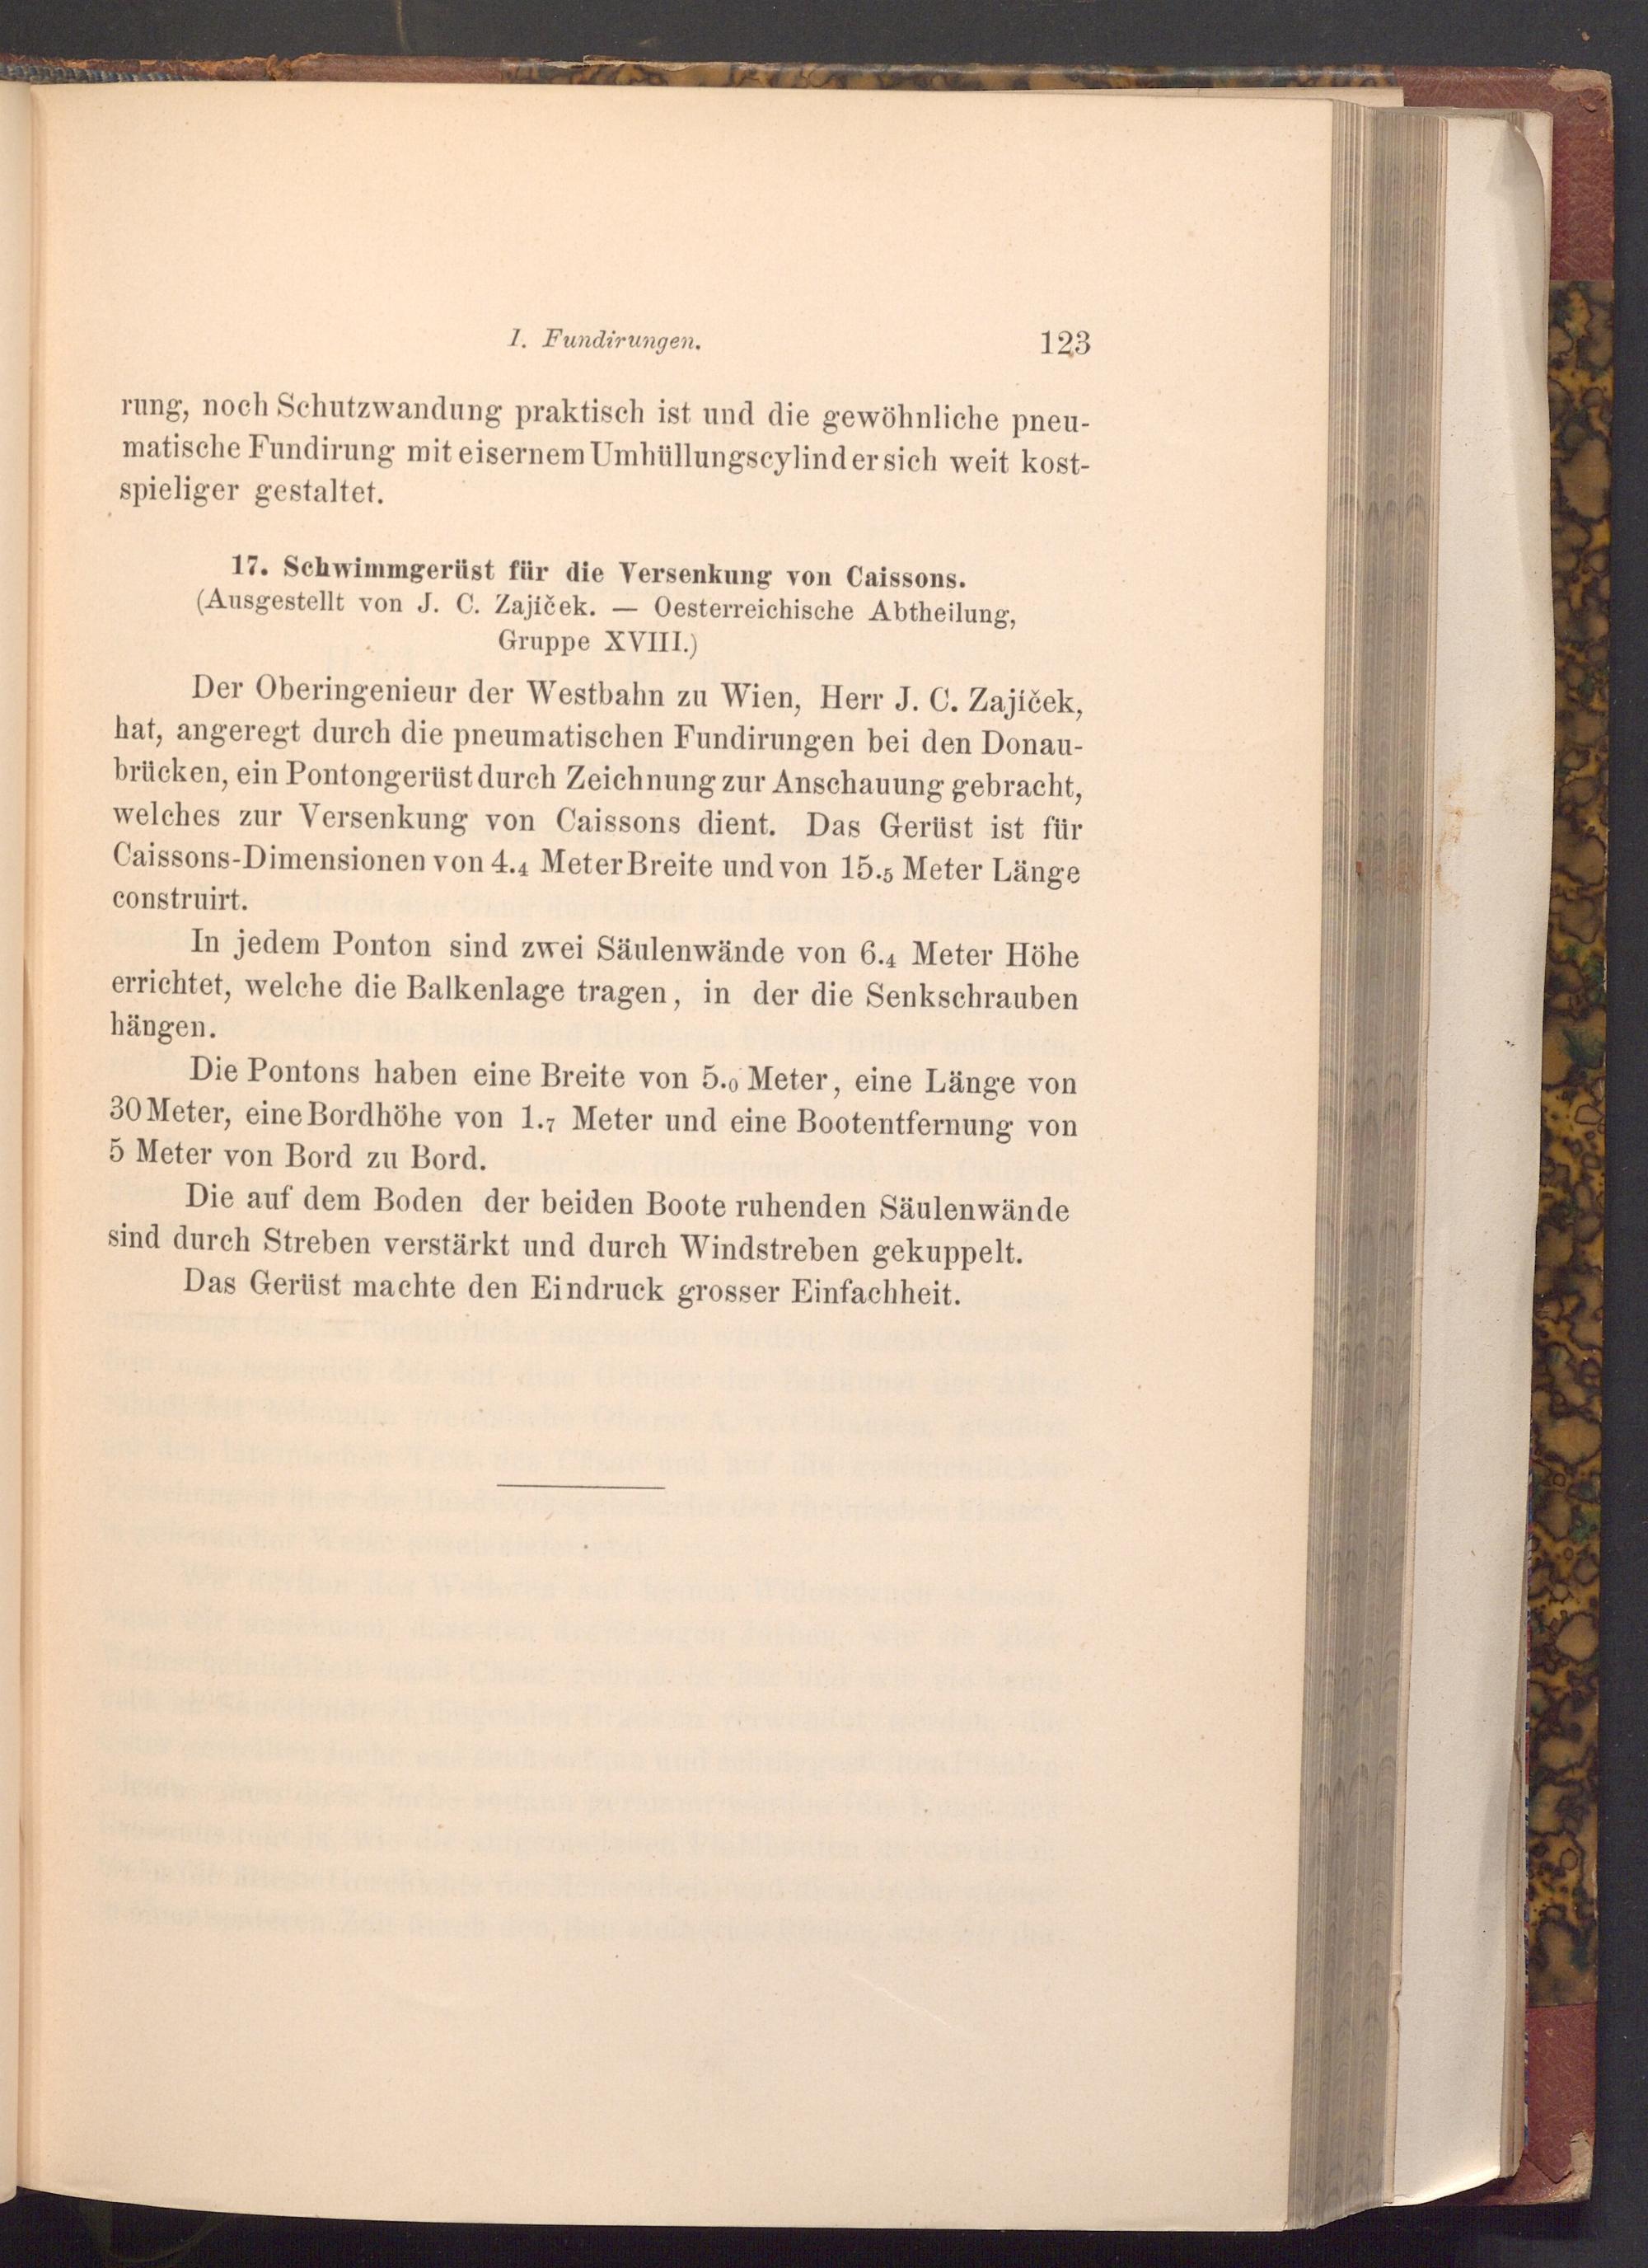 I. Fundirungen. 123
rung, noch Schutzwandung praktisch ist und die gewöhnliche pneu-
matische Fundirung mit eisernem Umhüllungscylinder sich weit kost-
spieliger gestaltet.
17. Schwimmgerüst für die Versenkung von Caissons.
(Ausgestellt von J. C. Zajíček. — Oesterreichische Abtheilung,
Gruppe XVIII.)
Der Oberingenieur der Westbahn zu Wien, Herr J. C. Zajíček,
hat, angeregt durch die pneumatischen Fundirungen bei den Donau-
brücken, ein Pontongerüst durch Zeichnung zur Anschauung gebracht,
welches zur Versenkung von Caissons dient. Das Gerüst ist für
Caissons-Dimensionen von 4.4 Meter Breite und von 15.5 Meter Länge
construirt.
In jedem Ponton sind zwei Säulenwände von 6.4 Meter Höhe
errichtet, welche die Balkenlage tragen, in der die Senkschrauben
hängen.
Die Pontons haben eine Breite von 5.0 Meter, eine Länge von
30 Meter, eine Bordhöhe von 1.7 Meter und eine Bootentfernung von
5 Meter von Bord zu Bord.
Die auf dem Boden der beiden Boote ruhenden Säulenwände
sind durch Streben verstärkt und durch Windstreben gekuppelt.
Das Gerüst machte den Eindruck grosser Einfachheit.